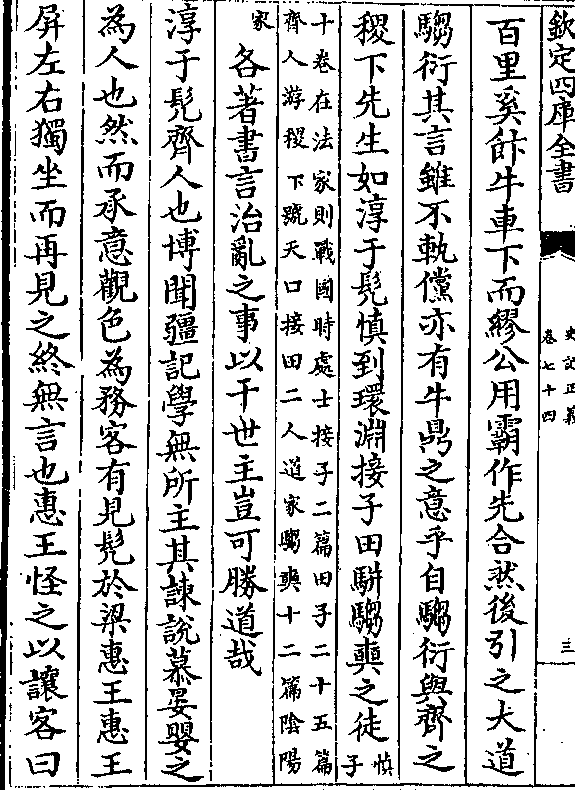 欽定四庫全書
史記正義
卷七十四
三
百里奚飰牛車下而繆公用霸作先合然後引之大道
騶衍其言雖不軌儻亦有牛鼎之意乎自騶衍與齊之
稷下先生如淳于髡慎到環淵接子田駢騶奭之徒慎子
十卷在法家則戰國時處士接子二篇田子二十五篇
齊人游稷下號天口接田二人道家騶奭十二篇陰陽
家
各著書言治亂之事以干世主豈可勝道哉
淳于髡齊人也博聞彊記學無所主其諫說慕晏嬰之
為人也然而承意觀色為務客有見髡於梁惠王惠王
屏左右獨坐而再見之終無言也惠王怪之以讓客曰